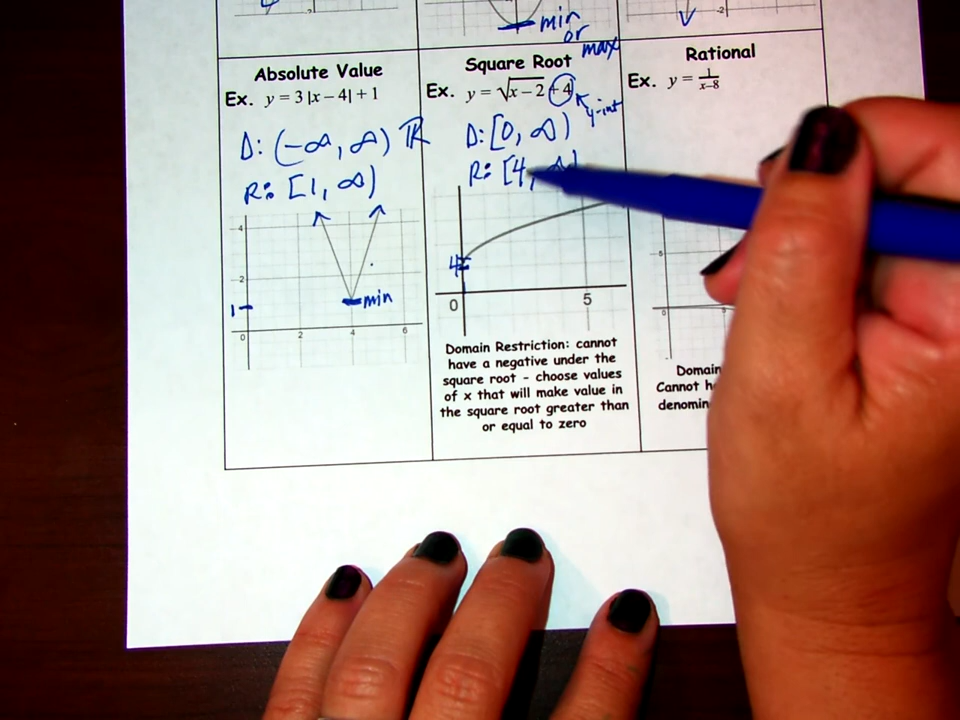 -2
min
or
max
Absolute Value
Ex. y = 3|x − 4| + 1
D: (-∞, ∞) ℝ
R: [1, ∞)
4
2
1
min
0 2 4 6
Square Root
Ex. y = √x − 2 + 4
y-int
D: [0, ∞)
R: [4, ∞)
4
0 5
Domain Restriction: cannot
have a negative under the
square root - choose values
of x that will make value in
the square root greater than
or equal to zero
Rational
Ex. y = 1/x−8
5
Domain
Cannot